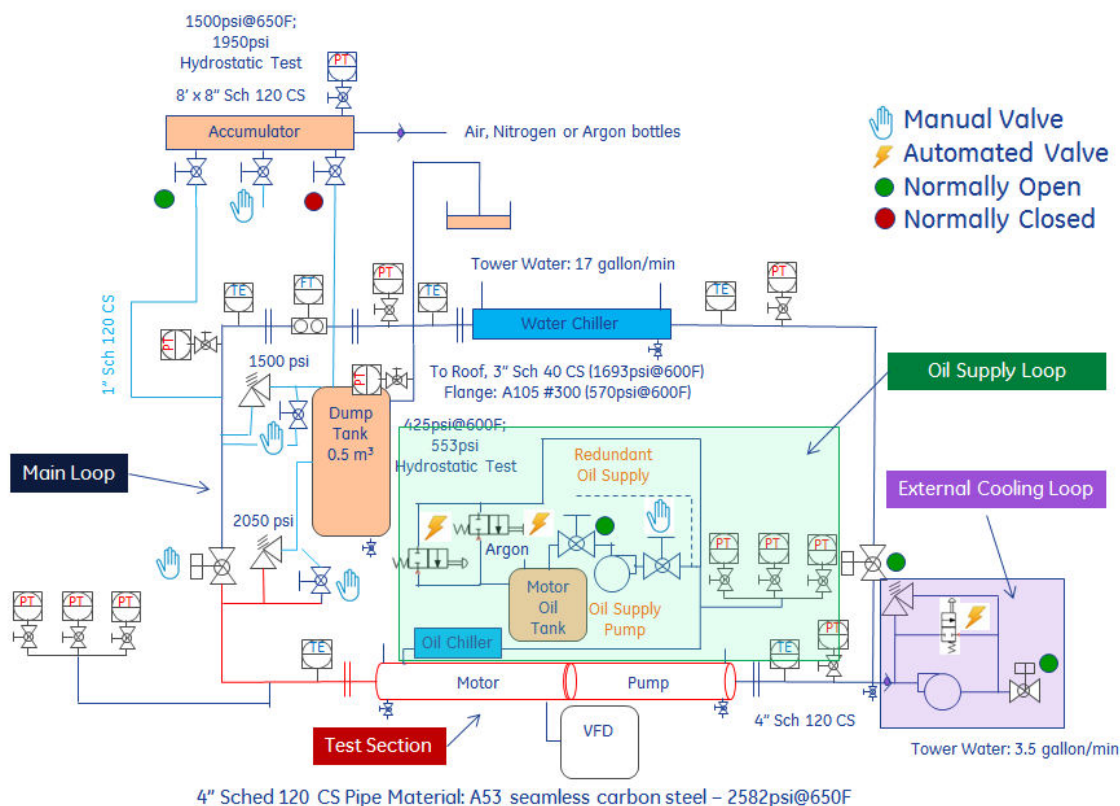 1500psi@650F;
1950psi
Hydrostatic Test
8' x 8" Sch 120 CS
PT
Accumulator
Air, Nitrogen or Argon bottles
Manual Valve
Automated Valve
Normally Open
Normally Closed
Tower Water: 17 gallon/min
1" Sch 120 CS
TE
FT
PT
TE
TE
PT
Water Chiller
PT
1500 psi
PT
To Roof, 3" Sch 40 CS (1693psi@600F)
Flange: A105 #300 (570psi@600F)
Oil Supply Loop
Dump
Tank
0.5 m³
425psi@600F;
553psi
Hydrostatic Test
Redundant
Oil Supply
Main Loop
External Cooling Loop
2050 psi
Argon
PT
PT
PT
Motor
Oil
Tank
Oil Supply
Pump
PT
PT
PT
Oil Chiller
TE
TE
PT
Motor
Pump
4" Sch 120 CS
Test Section
VFD
Tower Water: 3.5 gallon/min
4" Sched 120 CS Pipe Material: A53 seamless carbon steel – 2582psi@650F